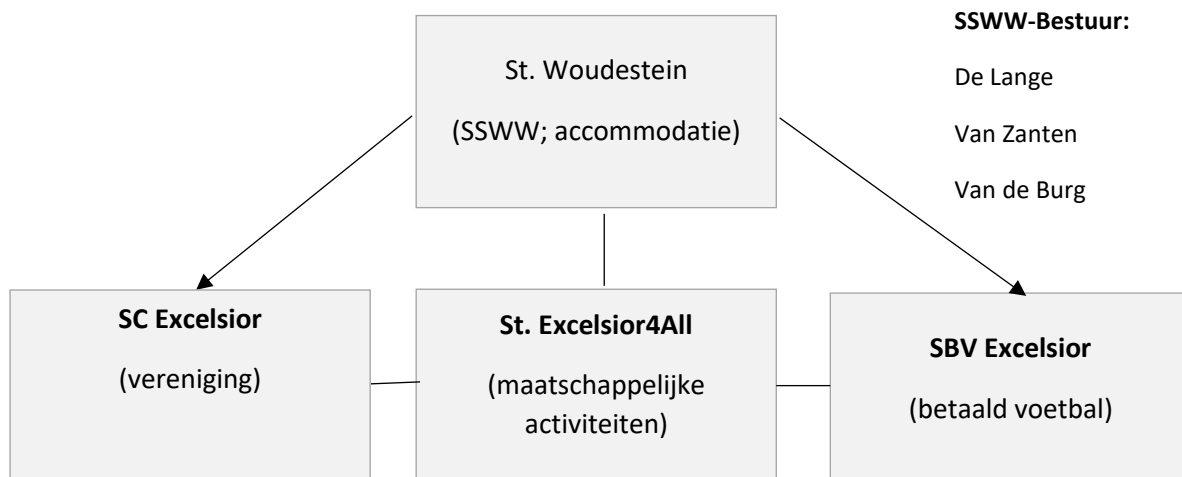 St. Woudestein
(SSWW; accommodatie)
SSWW-Bestuur:
De Lange
Van Zanten
Van de Burg
SC Excelsior
(vereniging)
St. Excelsior4All
(maatschappelijke
activiteiten)
SBV Excelsior
(betaald voetbal)